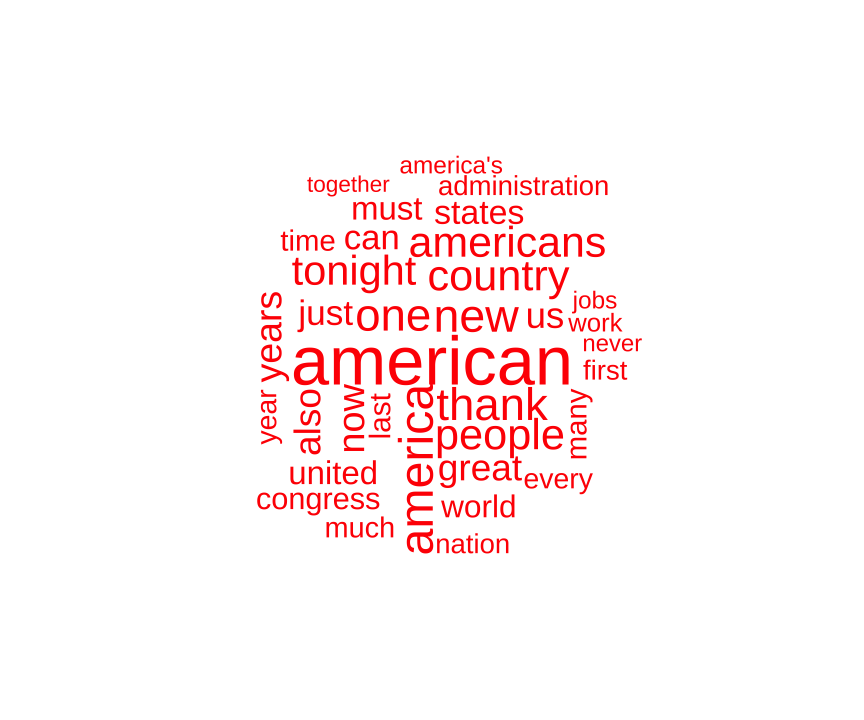 america's
together administration
must states
time can americans
tonight country
years just one new us jobs
work
never
american first
year also now last america thank many
people
united great every
congress world
much nation